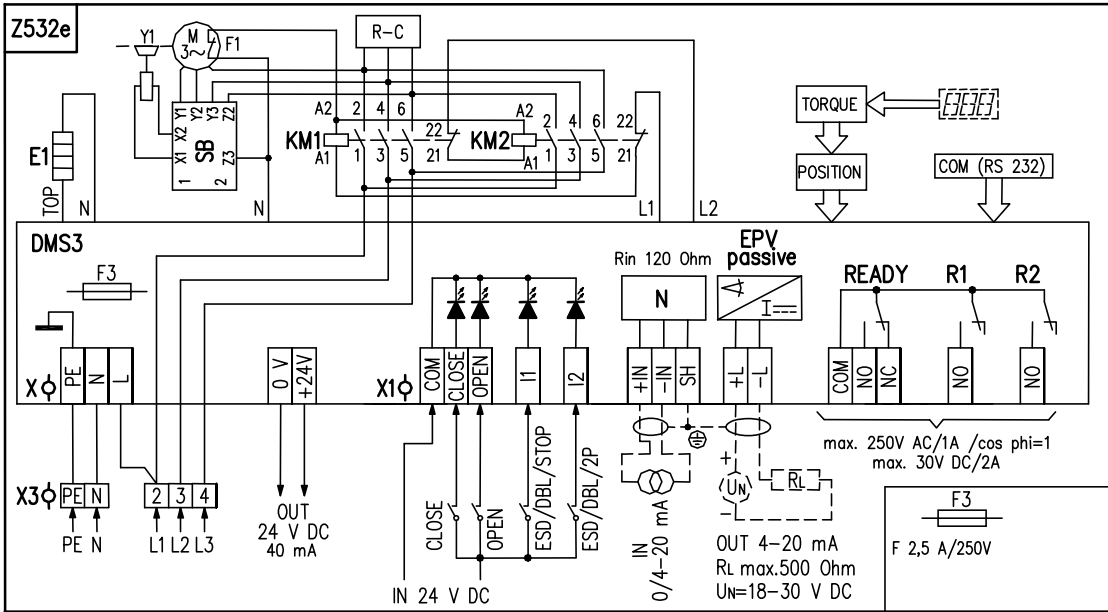 Z532e
Y1
M
3~
F1
R-C
Y1
Y2
Y3
Z2
X2
X1
SB
Z3
1
2
E1
TOP
N
N
A2
2
4
6
22
KM1
A1
1
3
5
21
A2
2
4
6
22
KM2
A1
1
3
5
21
L1
L2
TORQUE
POSITION
COM (RS 232)
DMS3
F3
Rin 120 Ohm
N
EPV
passive
I
READY
R1
R2
X
PE
N
L
0 V
+24V
X1
COM
CLOSE
OPEN
I1
I2
+IN
-IN
SH
+L
-L
COM
NO
NC
NO
NO
max. 250V AC/1A /cos phi=1
max. 30V DC/2A
X3
PE
N
2
3
4
PE N
L1 L2 L3
OUT
24 V DC
40 mA
CLOSE
OPEN
ESD/DBL/STOP
ESD/DBL/2P
IN 24 V DC
IN
0/4-20 mA
+
UN
-
RL
OUT 4-20 mA
RL max.500 Ohm
UN=18-30 V DC
F3
F 2,5 A/250V